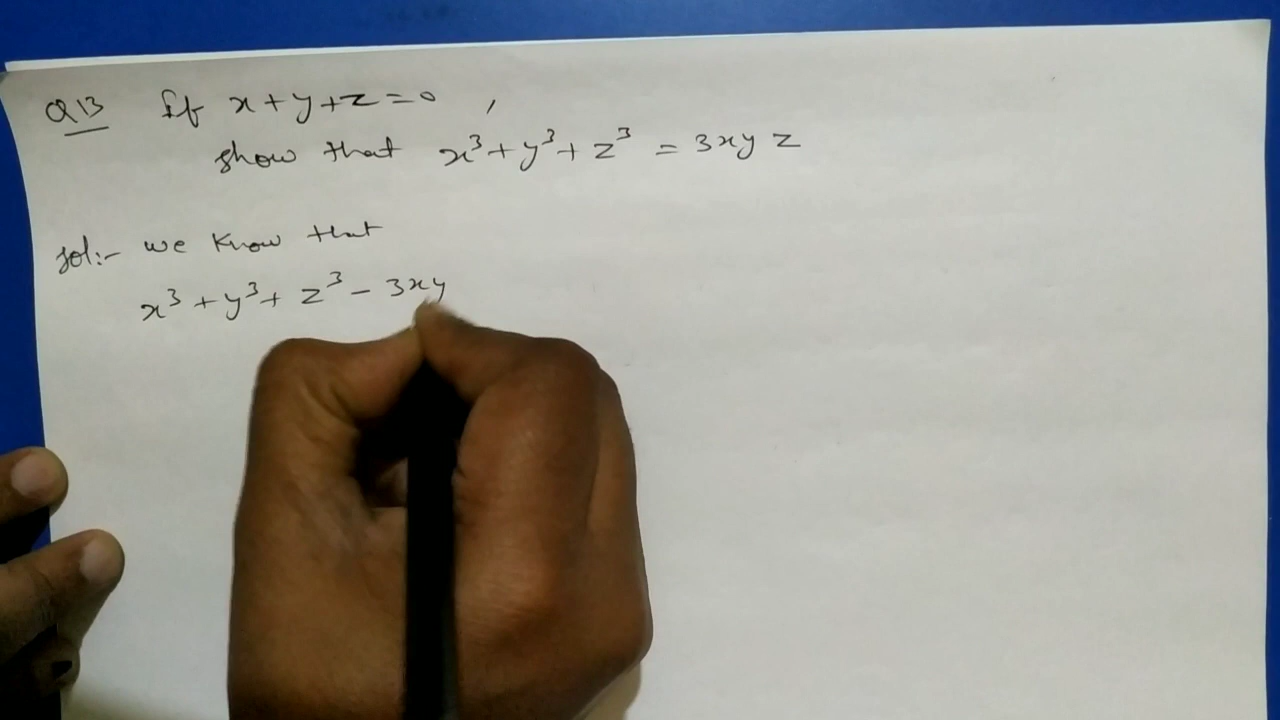 Q13 If x+y+z=0 ,
show that x³+y³+z³ = 3xyz
Sol:- we know that
x³+y³+z³-3xy